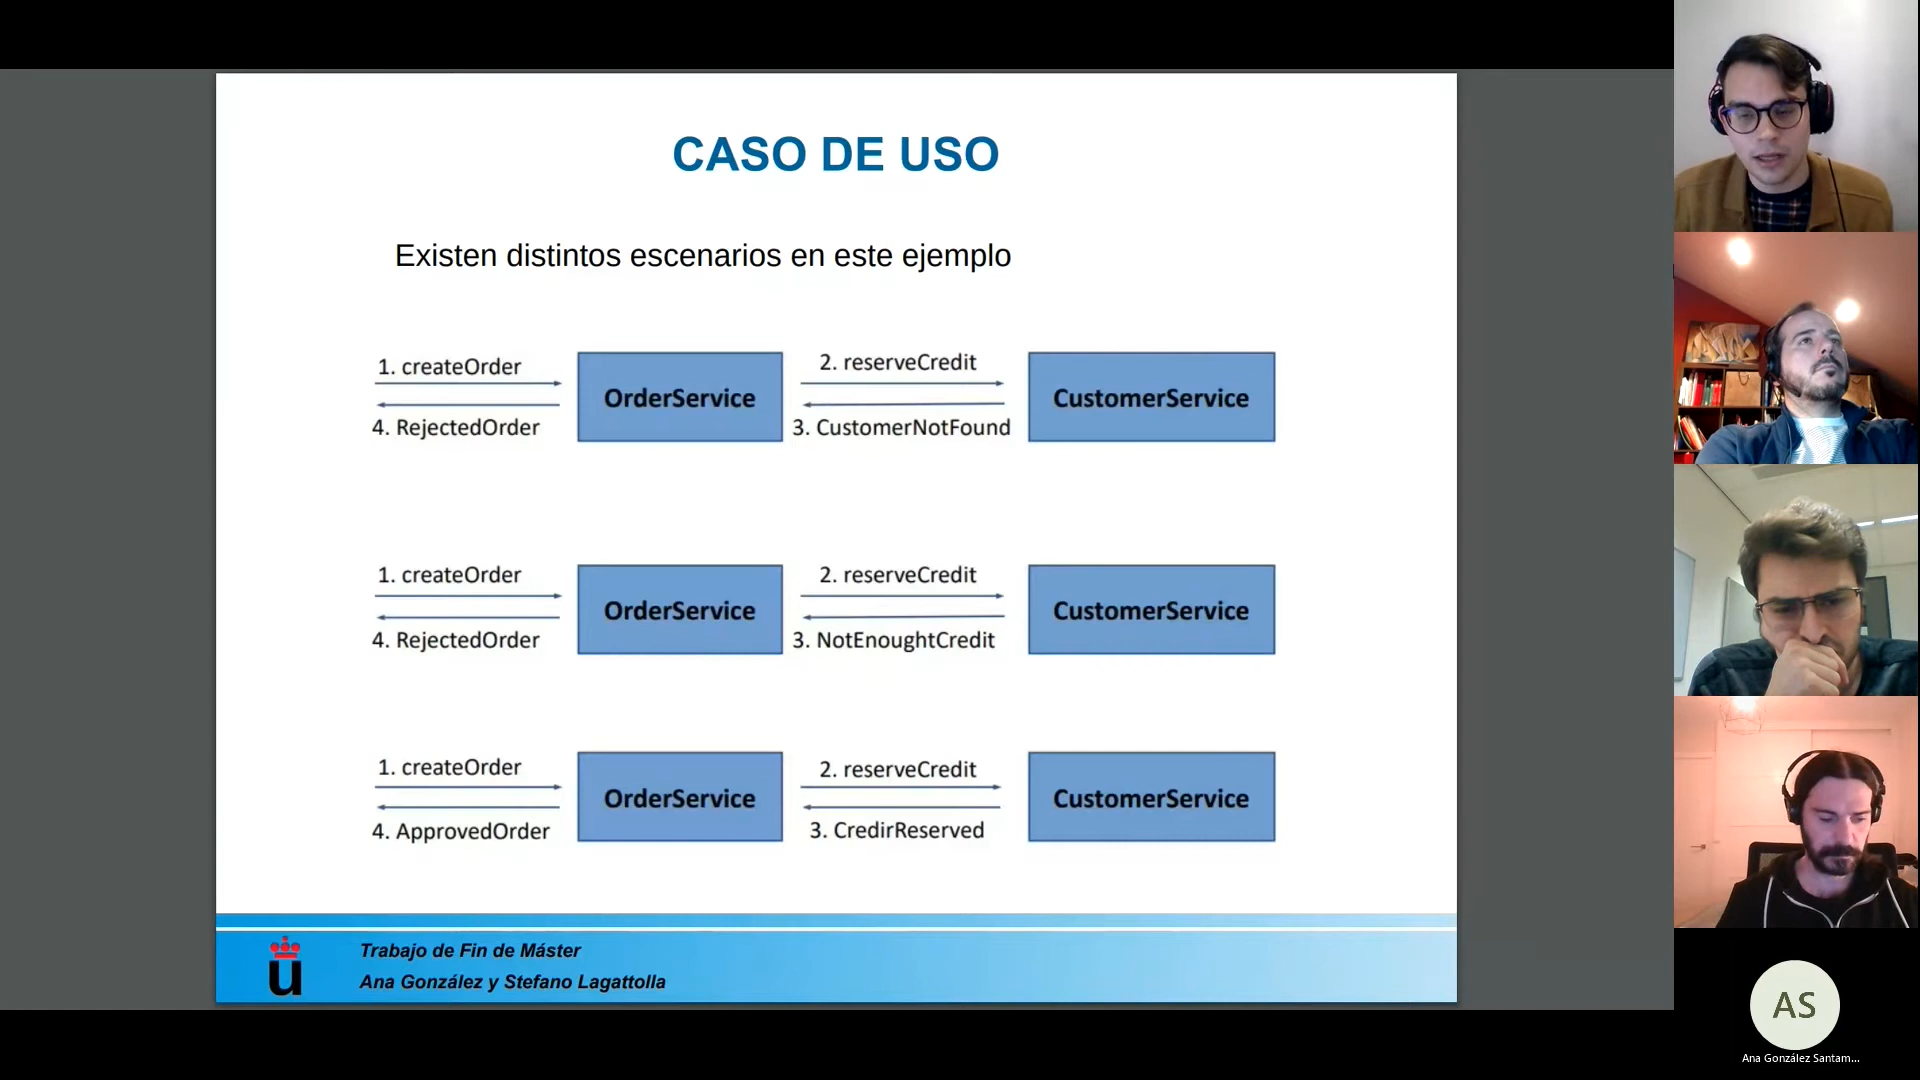 CASO DE USO
Existen distintos escenarios en este ejemplo
1. createOrder
OrderService
2. reserveCredit
CustomerService
4. RejectedOrder
3. CustomerNotFound
1. createOrder
OrderService
2. reserveCredit
CustomerService
4. RejectedOrder
3. NotEnoughtCredit
1. createOrder
OrderService
2. reserveCredit
CustomerService
4. ApprovedOrder
3. CredirReserved
u
Trabajo de Fin de Máster
Ana González y Stefano Lagattolla
AS
Ana González Santam...